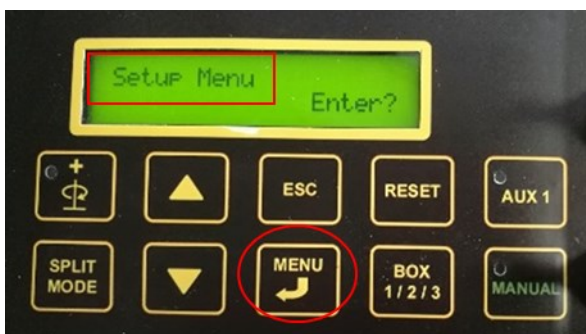 Setup Menu
Enter?
+
ESC
RESET
AUX 1
SPLIT
MODE
MENU
BOX
1/2/3
MANUAL